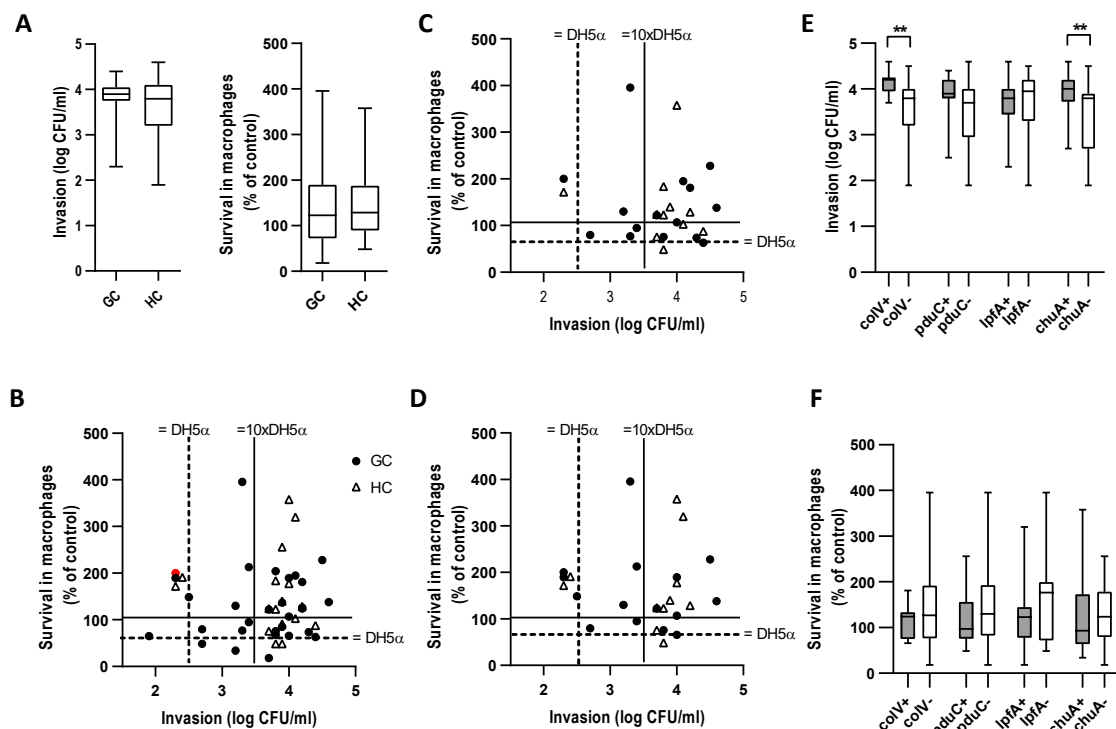 A
Invasion (log CFU/ml)
5
4
3
2
1
0
GC
HC
Survival in macrophages
(% of control)
500
400
300
200
100
0
GC
HC
B
Survival in macrophages
(% of control)
500
400
300
200
100
0
= DH5α
=10xDH5α
GC
HC
= DH5α
2
3
4
5
Invasion (log CFU/ml)
C
Survival in macrophages
(% of control)
500
400
300
200
100
0
= DH5α
=10xDH5α
= DH5α
2
3
4
5
Invasion (log CFU/ml)
D
Survival in macrophages
(% of control)
500
400
300
200
100
0
= DH5α
=10xDH5α
= DH5α
2
3
4
5
Invasion (log CFU/ml)
E
Invasion (log CFU/ml)
5
4
3
2
1
0
**
**
colV+
colV-
pduC+
pduC-
lpfA+
lpfA-
chuA+
chuA-
F
Survival in macrophages
(% of control)
500
400
300
200
100
0
colV+
colV-
pduC+
pduC-
lpfA+
lpfA-
chuA+
chuA-